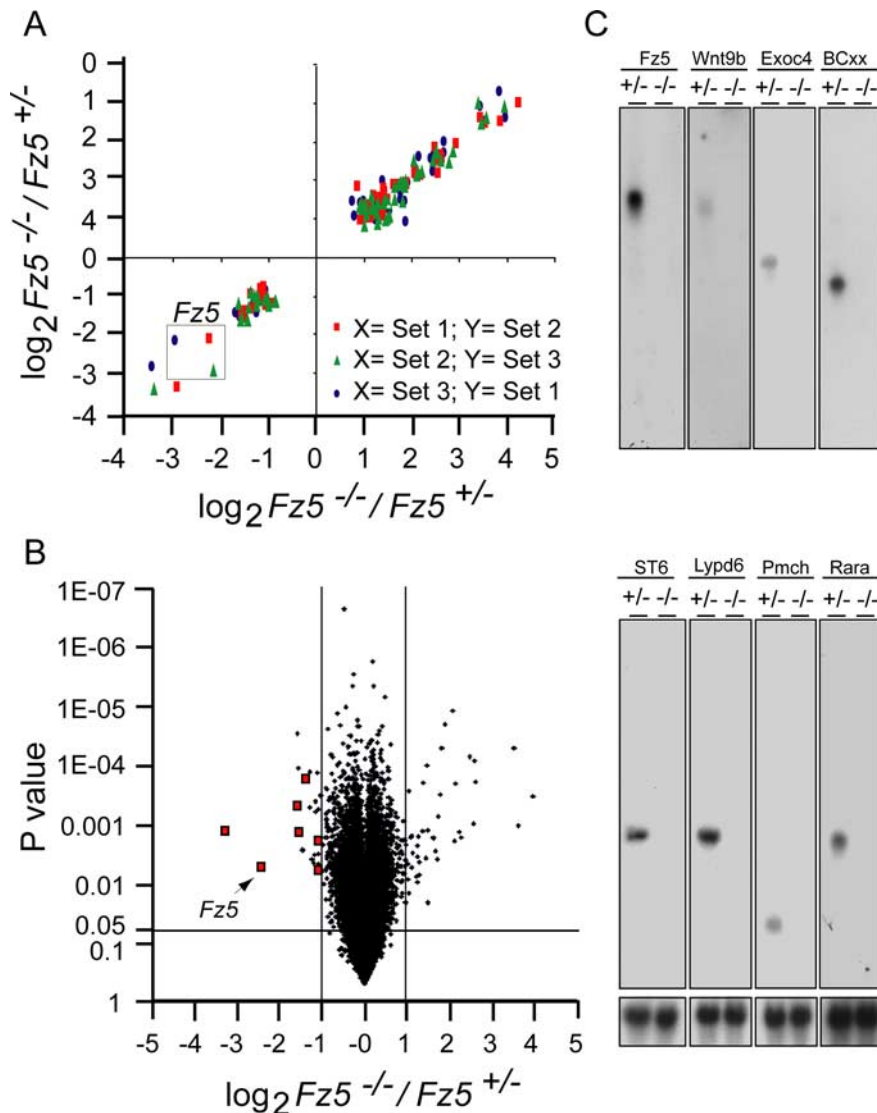 A
0
1
2
3
4
0
-1
-2
-3
-4
log2 Fz5 -/- / Fz5 +/-
Fz5
X= Set 1; Y= Set 2
X= Set 2; Y= Set 3
X= Set 3; Y= Set 1
-4 -3 -2 -1 0 1 2 3 4 5
log2 Fz5 -/- / Fz5 +/-
B
1E-07
1E-06
1E-05
1E-04
0.001
0.01
0.05
0.1
1
P value
Fz5
-5 -4 -3 -2 -1 -0 1 2 3 4 5
log2 Fz5 -/- / Fz5 +/-
C
Fz5 Wnt9b Exoc4 BCxx
+/- -/- +/- -/- +/- -/- +/- -/-
ST6 Lypd6 Pmch Rara
+/- -/- +/- -/- +/- -/- +/- -/-